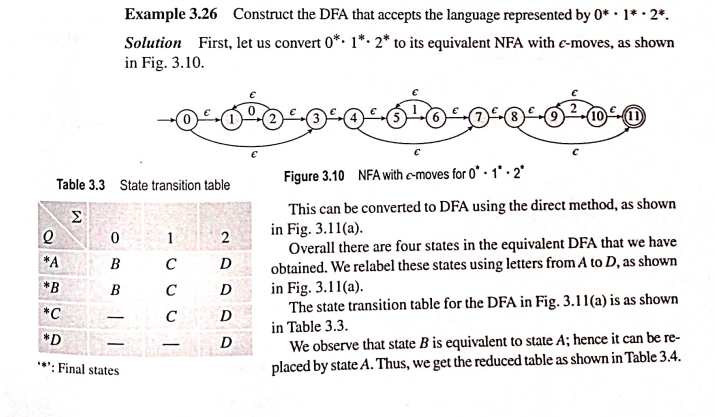 Example 3.26 Construct the DFA that accepts the language represented by 0* · 1* · 2*.
Solution First, let us convert 0*· 1*· 2* to its equivalent NFA with ϵ-moves, as shown
in Fig. 3.10.
ϵ ϵ ϵ
0 ϵ 1 0 2 ϵ 3 ϵ 4 ϵ 5 1 6 ϵ 7 ϵ 8 ϵ 9 2 10 ϵ 11
ϵ ϵ ϵ
Figure 3.10 NFA with ϵ-moves for 0* · 1* · 2*
Table 3.3 State transition table
Σ
Q 0 1 2
*A B C D
*B B C D
*C — C D
*D — — D
'*': Final states
This can be converted to DFA using the direct method, as shown
in Fig. 3.11(a).
Overall there are four states in the equivalent DFA that we have
obtained. We relabel these states using letters from A to D, as shown
in Fig. 3.11(a).
The state transition table for the DFA in Fig. 3.11(a) is as shown
in Table 3.3.
We observe that state B is equivalent to state A; hence it can be re-
placed by state A. Thus, we get the reduced table as shown in Table 3.4.